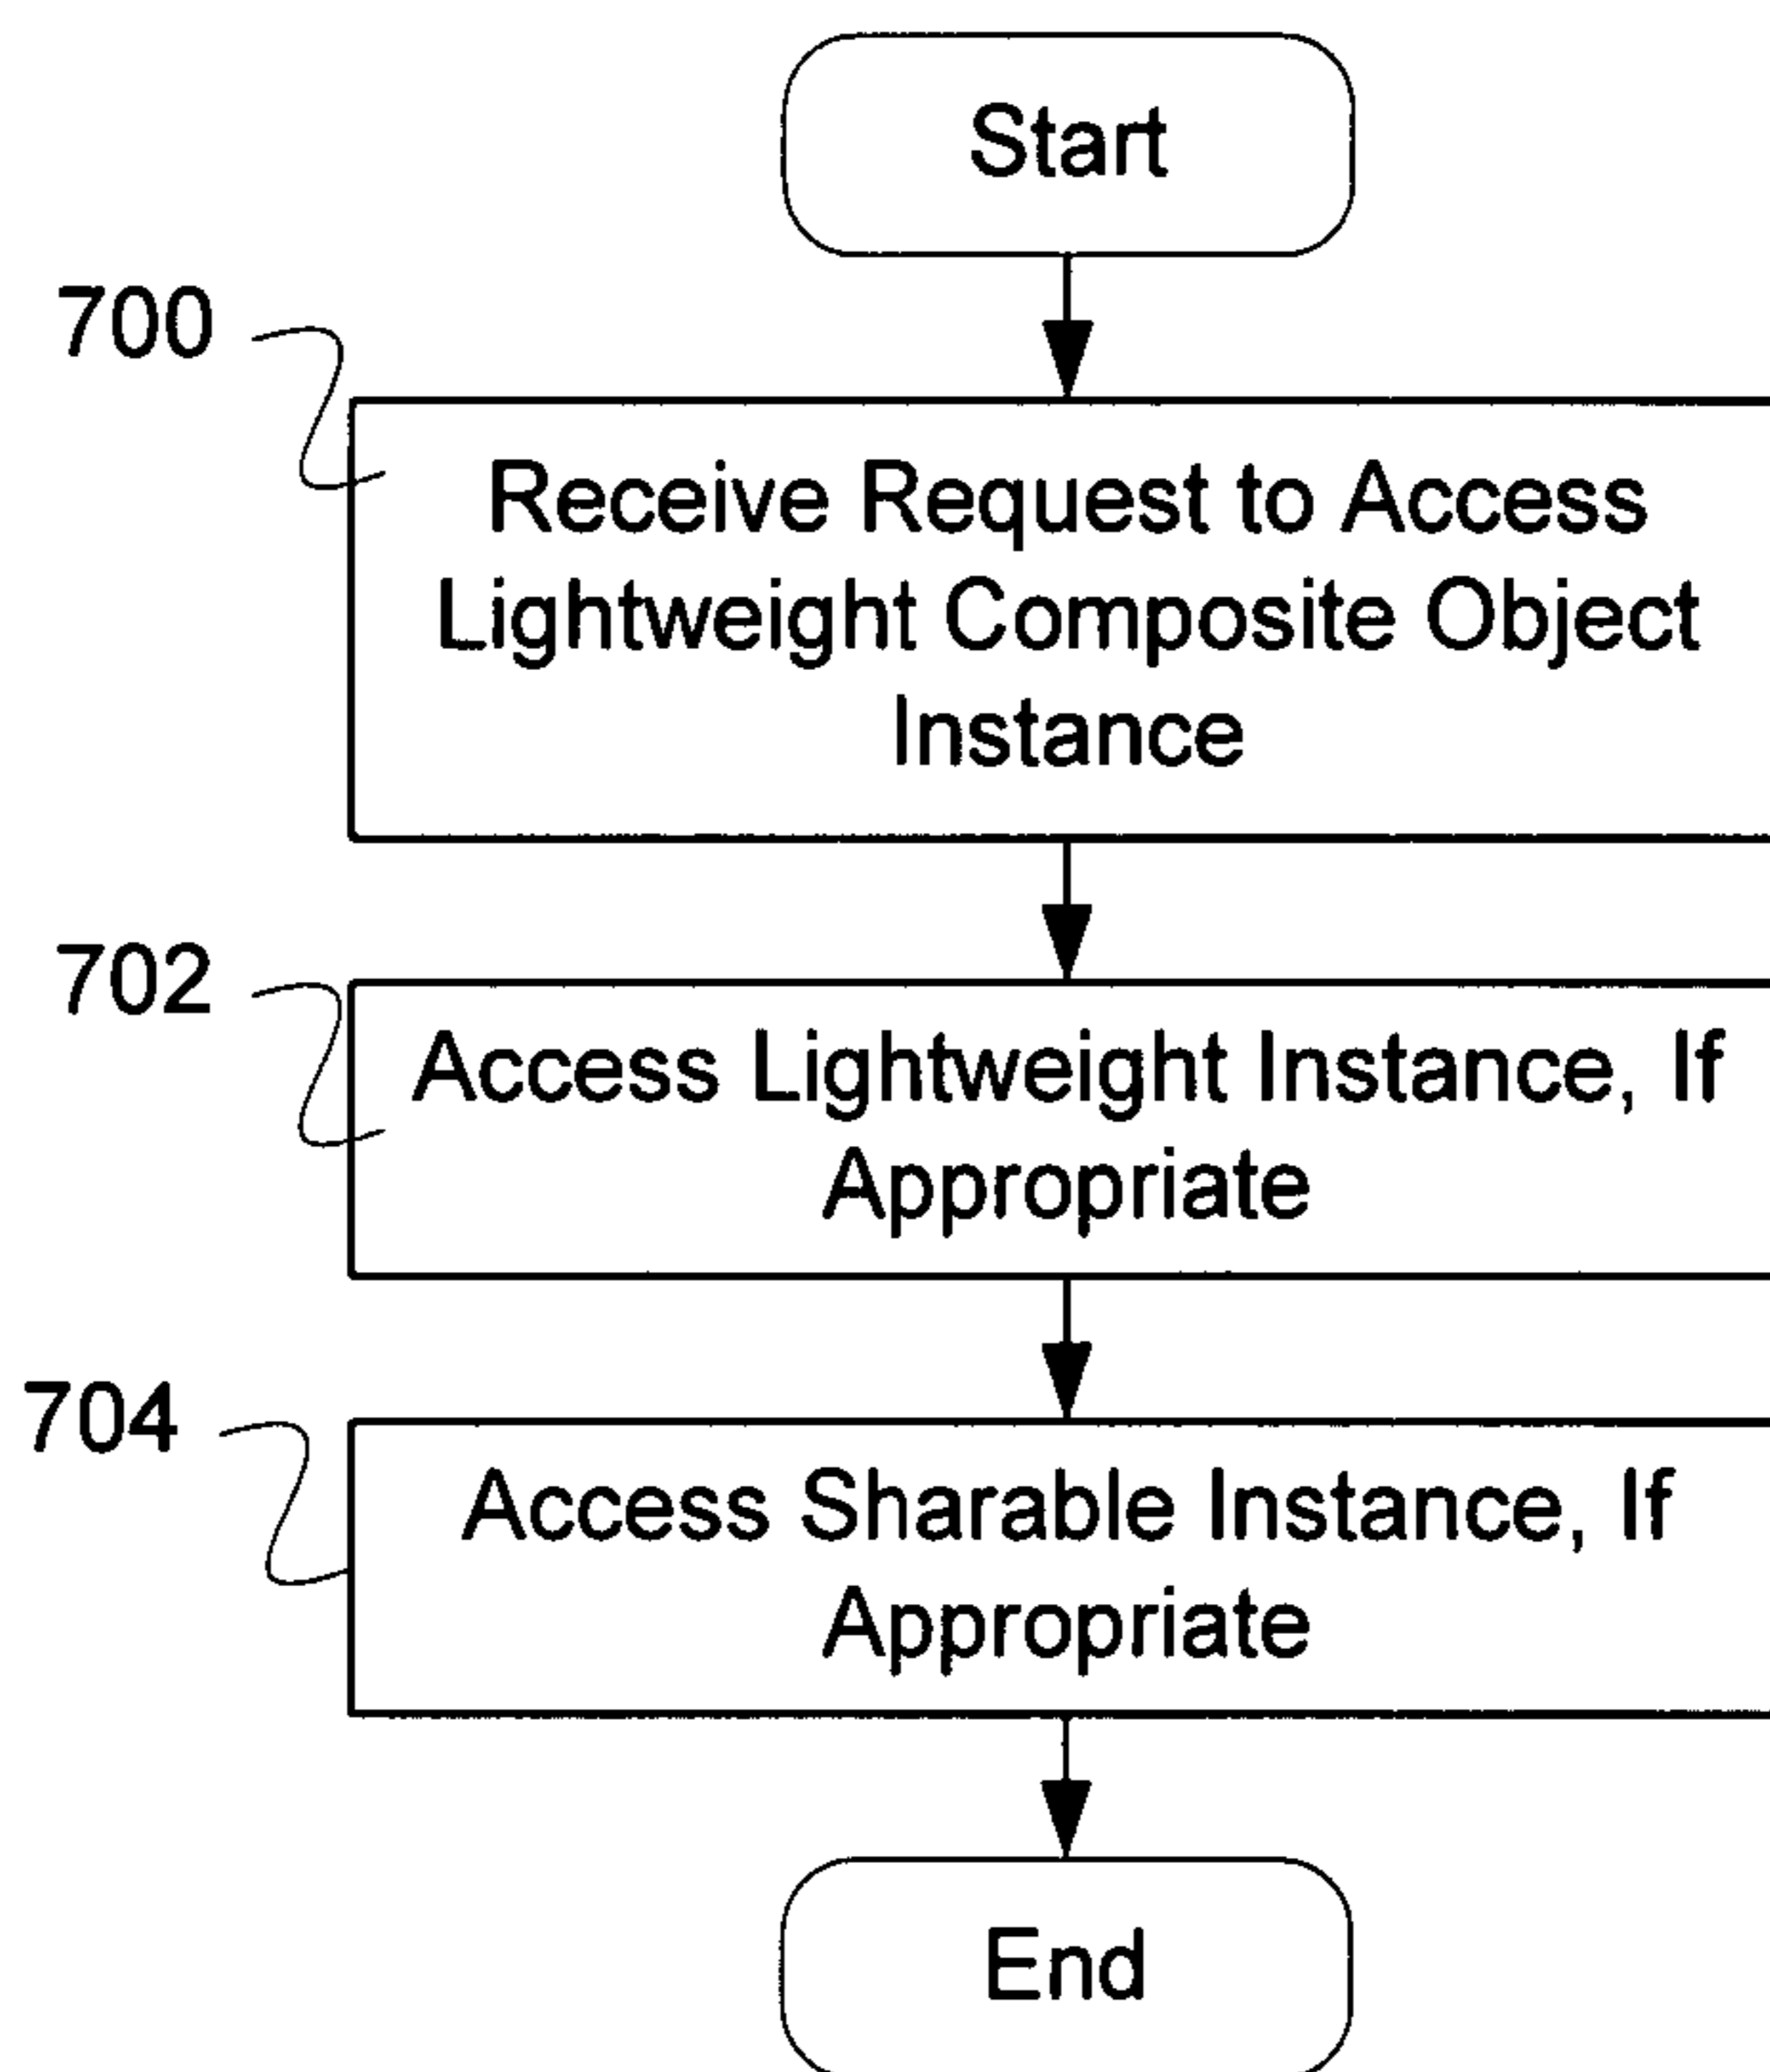 Start
700
Receive Request to Access
Lightweight Composite Object
Instance
702
Access Lightweight Instance, If
Appropriate
704
Access Sharable Instance, If
Appropriate
End